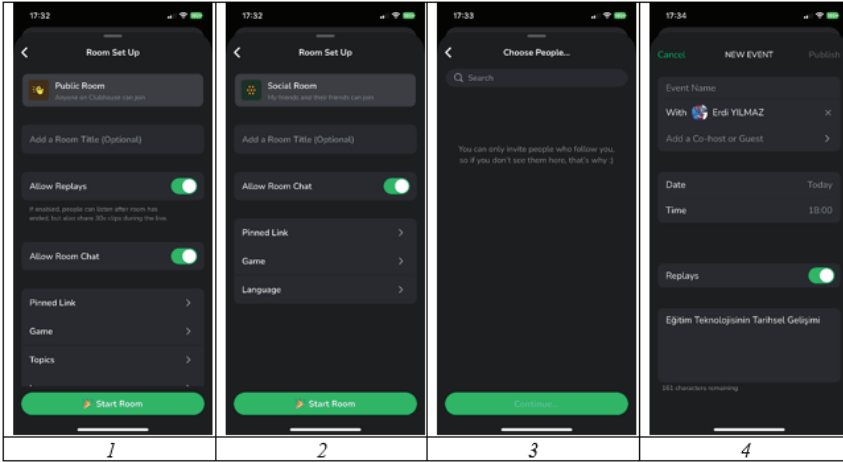 17:32
Room Set Up
Public Room
Anyone on Clubhouse can join
Add a Room Title (Optional)
Allow Replays
If enabled, people can listen after room has
ended, but also share 30s clips during the live.
Allow Room Chat
Pinned Link
Game
Topics
Start Room
1
17:32
Room Set Up
Social Room
My friends and their friends can join
Add a Room Title (Optional)
Allow Room Chat
Pinned Link
Game
Language
Start Room
2
17:33
Choose People...
Search
You can only invite people who follow you,
so if you don't see them here, that's why :)
Continue...
3
17:34
Cancel NEW EVENT Publish
Event Name
With Erdi YILMAZ
Add a Co-host or Guest
Date Today
Time 18:00
Replays
Eğitim Teknolojisinin Tarihsel Gelişimi
161 characters remaining
4